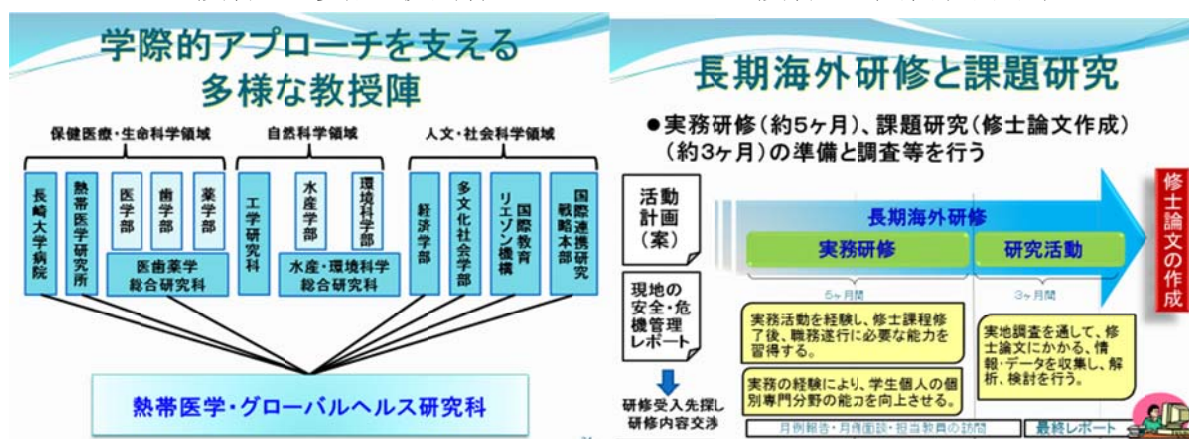 学際的アプローチを支える
多様な教授陣
保健医療・生命科学領域
自然科学領域
人文・社会科学領域
長崎大学病院
熱帯医学研究所
医学部
歯学部
薬学部
医歯薬学
総合研究科
工学研究科
水産学部
環境科学部
水産・環境科学
総合研究科
経済学部
多文化社会学部
国際教育
リエゾン機構
国際連携研究
戦略本部
熱帯医学・グローバルヘルス研究科
長期海外研修と課題研究
●実務研修(約5ヶ月)、課題研究(修士論文作成)
(約3ヶ月)の準備と調査等を行う
活動
計画
(案)
現地の
安全・危
機管理
レポート
研修受入先探し
研修内容交渉
長期海外研修
実務研修
研究活動
5ヶ月間
3ヶ月間
実務活動を経験し、修士課程修
了後、職務遂行に必要な能力を
習得する。
実務の経験により、学生個人の個
別専門分野の能力を向上させる。
実地調査を通して、修
士論文にかかる、情
報・データを収集し、解
析、検討を行う。
月例報告・月例面談・担当教員の訪問
最終レポート
修士論文の作成